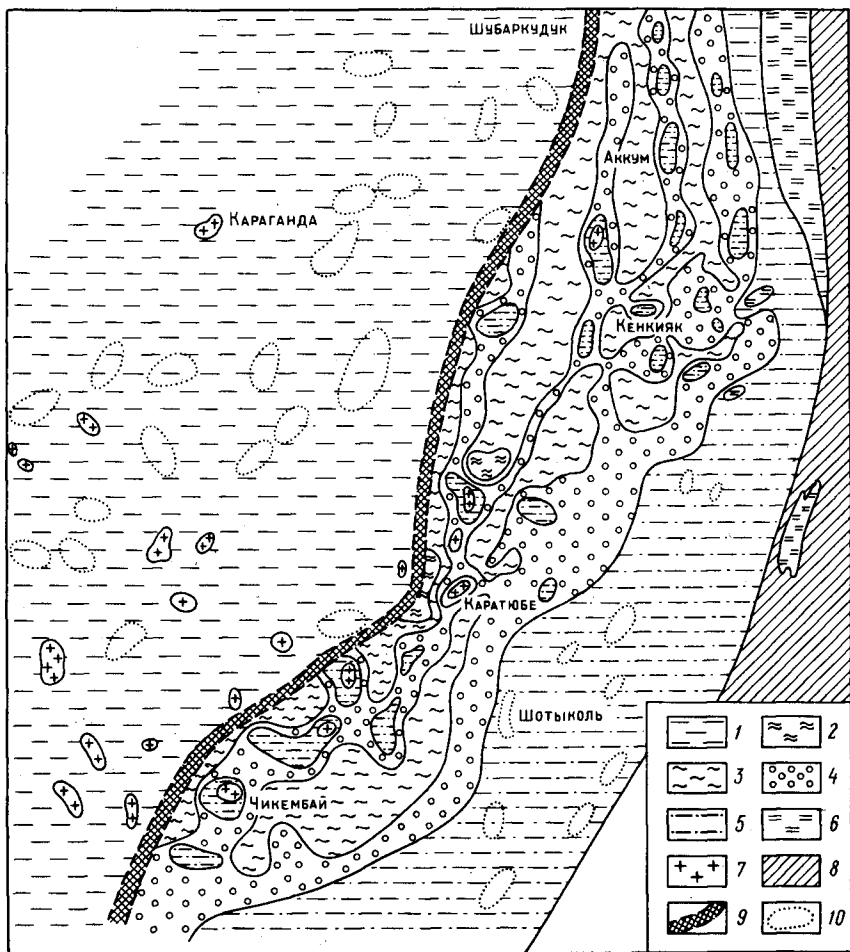 Шубаркудук
Аккум
Караганда
Кенкияк
Каратюбе
Шотыколь
Чикембай
1 2
3 4
5 6
7 8
9 10